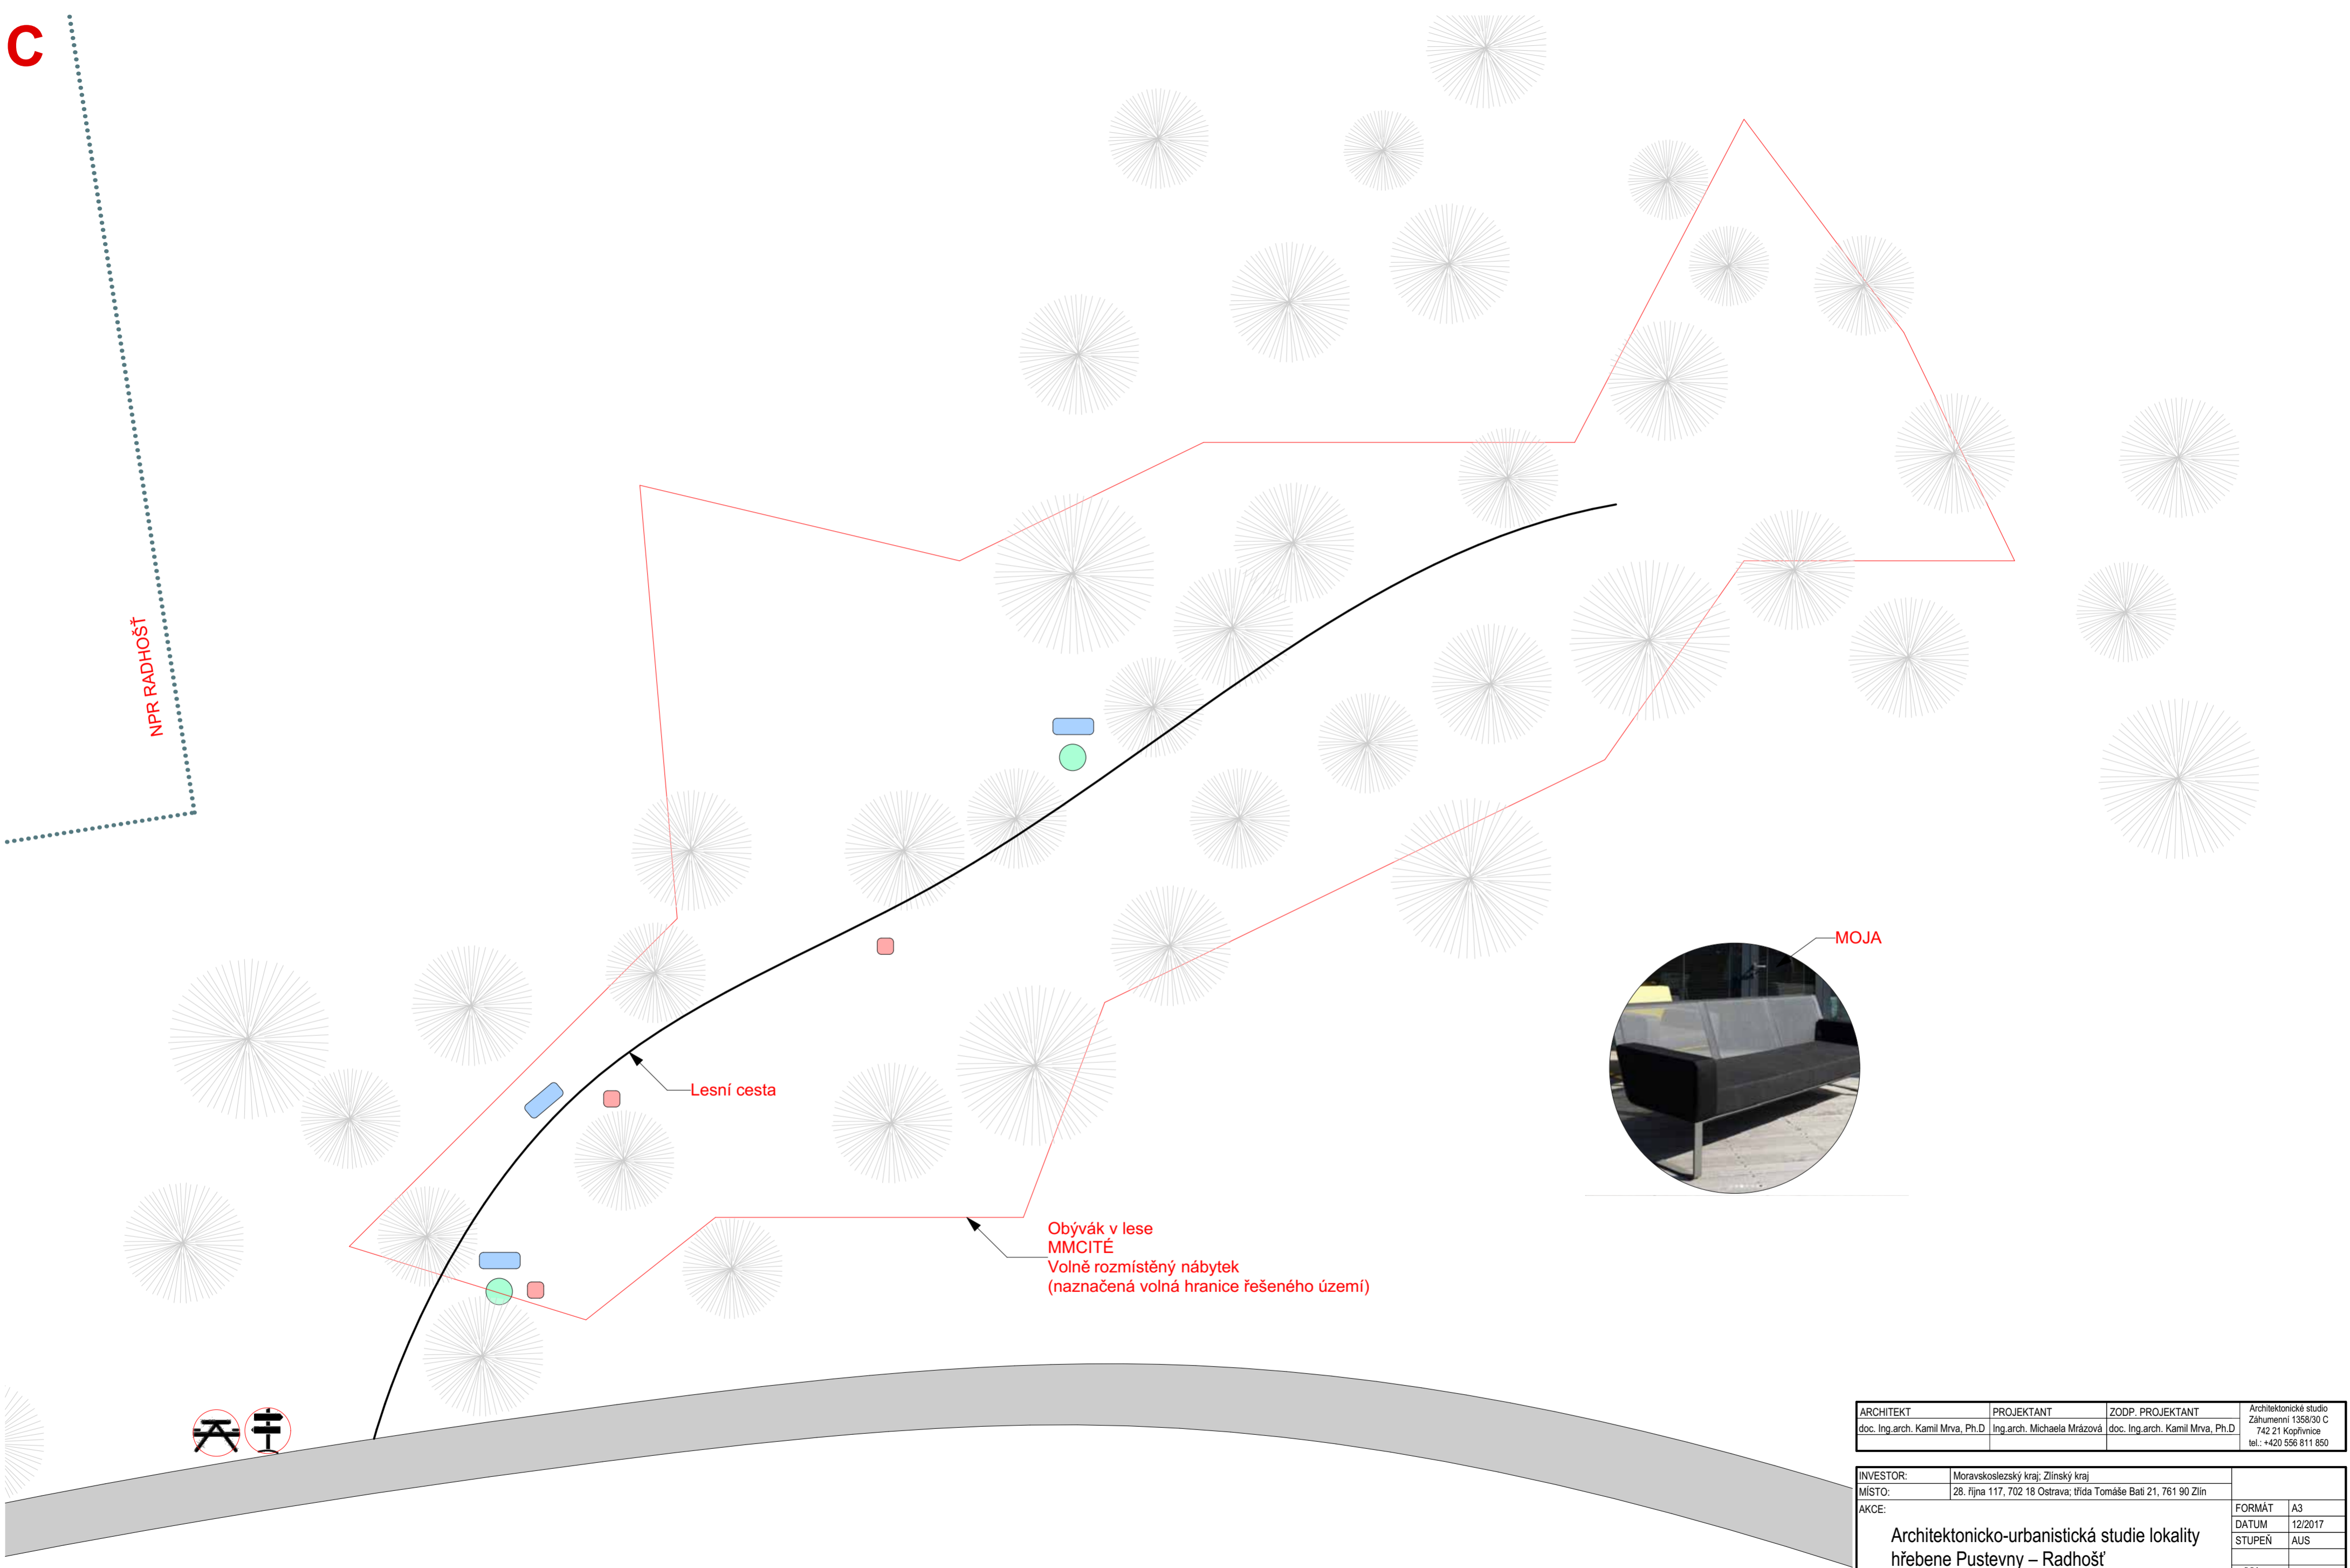 C
NPR RADHOŠŤ
MOJA
Lesní cesta
Obývák v lese
MMCITÉ
Volně rozmístěný nábytek
(naznačená volná hranice řešeného území)
ARCHITEKT PROJEKTANT ZODP. PROJEKTANT
doc. Ing.arch. Kamil Mrva, Ph.D Ing.arch. Michaela Mrázová doc. Ing.arch. Kamil Mrva, Ph.D
Architektonické studio
Záhumenní 1358/30 C
742 21 Kopřivnice
tel.: +420 556 811 850
INVESTOR: Moravskoslezský kraj; Zlínský kraj
MÍSTO: 28. října 117, 702 18 Ostrava; třída Tomáše Bati 21, 761 90 Zlín
AKCE:
Architektonicko-urbanistická studie lokality
hřebene Pustevny – Radhošť
FORMÁT A3
DATUM 12/2017
STUPEŇ AUS